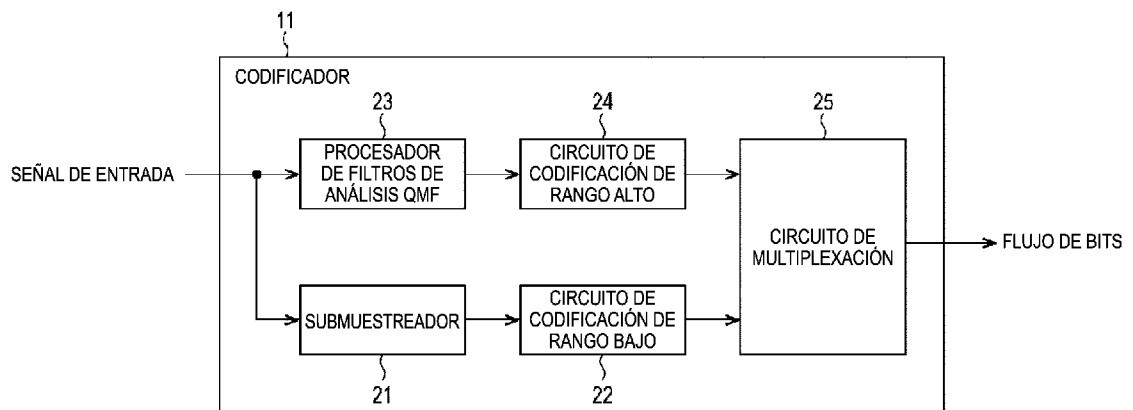 11
CODIFICADOR
23
24
25
SEÑAL DE ENTRADA
PROCESADOR
DE FILTROS DE
ANÁLISIS QMF
CIRCUITO DE
CODIFICACIÓN DE
RANGO ALTO
CIRCUITO DE
MULTIPLEXACIÓN
FLUJO DE BITS
SUBMUESTREADOR
CIRCUITO DE
CODIFICACIÓN DE
RANGO BAJO
21
22